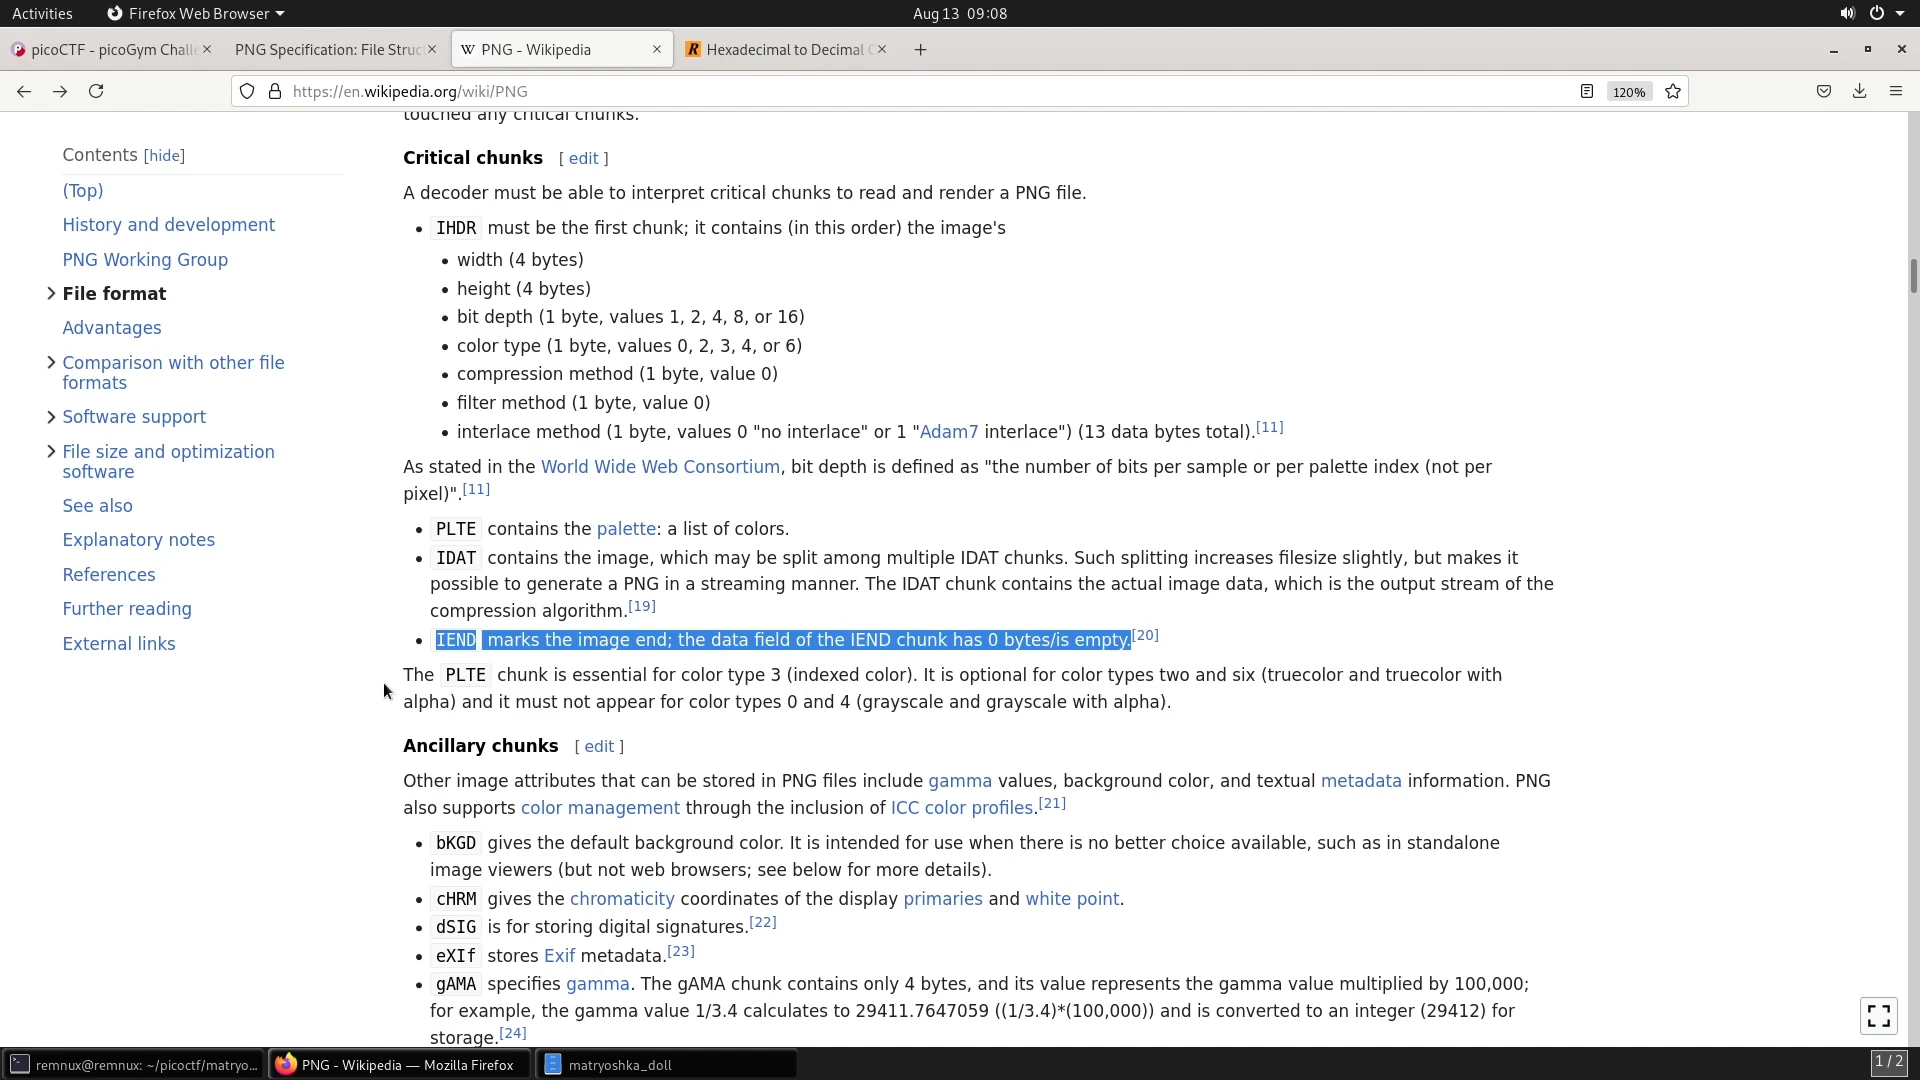 Activities Firefox Web Browser Aug 13 09:08
picoCTF - picoGym Challe PNG Specification: File Struc PNG - Wikipedia Hexadecimal to Decimal C
https://en.wikipedia.org/wiki/PNG 120%
touched any critical chunks.
Contents [hide]
(Top)
History and development
PNG Working Group
File format
Advantages
Comparison with other file
formats
Software support
File size and optimization
software
See also
Explanatory notes
References
Further reading
External links
Critical chunks [ edit ]
A decoder must be able to interpret critical chunks to read and render a PNG file.
• IHDR must be the first chunk; it contains (in this order) the image's
• width (4 bytes)
• height (4 bytes)
• bit depth (1 byte, values 1, 2, 4, 8, or 16)
• color type (1 byte, values 0, 2, 3, 4, or 6)
• compression method (1 byte, value 0)
• filter method (1 byte, value 0)
• interlace method (1 byte, values 0 "no interlace" or 1 "Adam7 interlace") (13 data bytes total).[11]
As stated in the World Wide Web Consortium, bit depth is defined as "the number of bits per sample or per palette index (not per
pixel)".[11]
• PLTE contains the palette: a list of colors.
• IDAT contains the image, which may be split among multiple IDAT chunks. Such splitting increases filesize slightly, but makes it
possible to generate a PNG in a streaming manner. The IDAT chunk contains the actual image data, which is the output stream of the
compression algorithm.[19]
• IEND marks the image end; the data field of the IEND chunk has 0 bytes/is empty.[20]
The PLTE chunk is essential for color type 3 (indexed color). It is optional for color types two and six (truecolor and truecolor with
alpha) and it must not appear for color types 0 and 4 (grayscale and grayscale with alpha).
Ancillary chunks [ edit ]
Other image attributes that can be stored in PNG files include gamma values, background color, and textual metadata information. PNG
also supports color management through the inclusion of ICC color profiles.[21]
• bKGD gives the default background color. It is intended for use when there is no better choice available, such as in standalone
image viewers (but not web browsers; see below for more details).
• cHRM gives the chromaticity coordinates of the display primaries and white point.
• dSIG is for storing digital signatures.[22]
• eXIf stores Exif metadata.[23]
• gAMA specifies gamma. The gAMA chunk contains only 4 bytes, and its value represents the gamma value multiplied by 100,000;
for example, the gamma value 1/3.4 calculates to 29411.7647059 ((1/3.4)*(100,000)) and is converted to an integer (29412) for
storage.[24]
remnux@remnux: ~/picoctf/matryo... PNG - Wikipedia — Mozilla Firefox matryoshka_doll 1 / 2